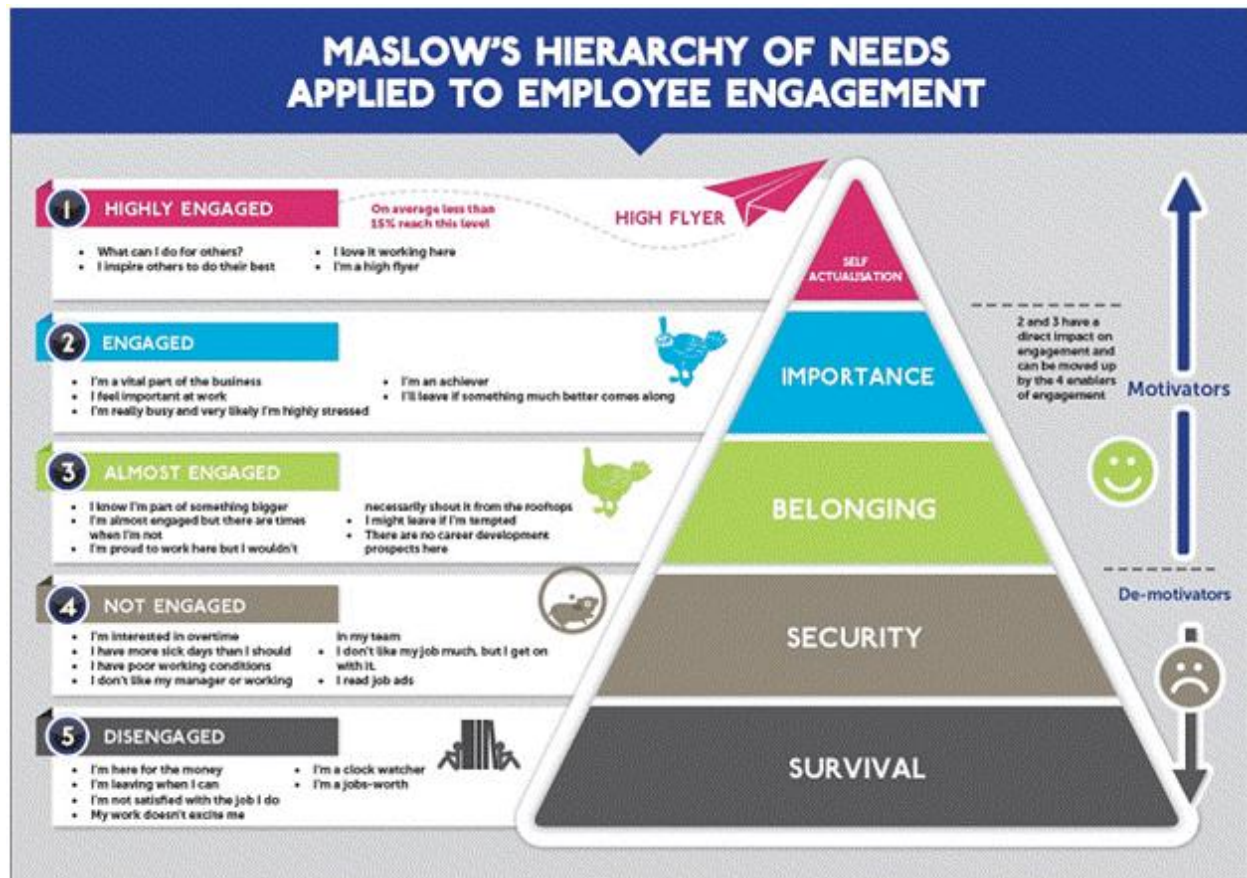 MASLOW'S HIERARCHY OF NEEDS
APPLIED TO EMPLOYEE ENGAGEMENT
1 HIGHLY ENGAGED
On average less than
15% reach this level
HIGH FLYER
• What can I do for others?
• I inspire others to do their best
• I love it working here
• I'm a high flyer
SELF
ACTUALISATION
2 ENGAGED
• I'm a vital part of the business
• I feel important at work
• I'm really busy and very likely I'm highly stressed
• I'm an achiever
• I'll leave if something much better comes along
IMPORTANCE
3 ALMOST ENGAGED
• I know I'm part of something bigger
• I'm almost engaged but there are times
when I'm not
• I'm proud to work here but I wouldn't
necessarily shout it from the rooftops
• I might leave if I'm tempted
• There are no career development
prospects here
BELONGING
4 NOT ENGAGED
• I'm interested in overtime
• I have more sick days than I should
• I have poor working conditions
• I don't like my manager or working
in my team
• I don't like my job much, but I get on
with it.
• I read job ads
SECURITY
5 DISENGAGED
• I'm here for the money
• I'm leaving when I can
• I'm not satisfied with the job I do
• My work doesn't excite me
• I'm a clock watcher
• I'm a jobs-worth
SURVIVAL
2 and 3 have a
direct impact on
engagement and
can be moved up
by the 4 enablers
of engagement
Motivators
De-motivators